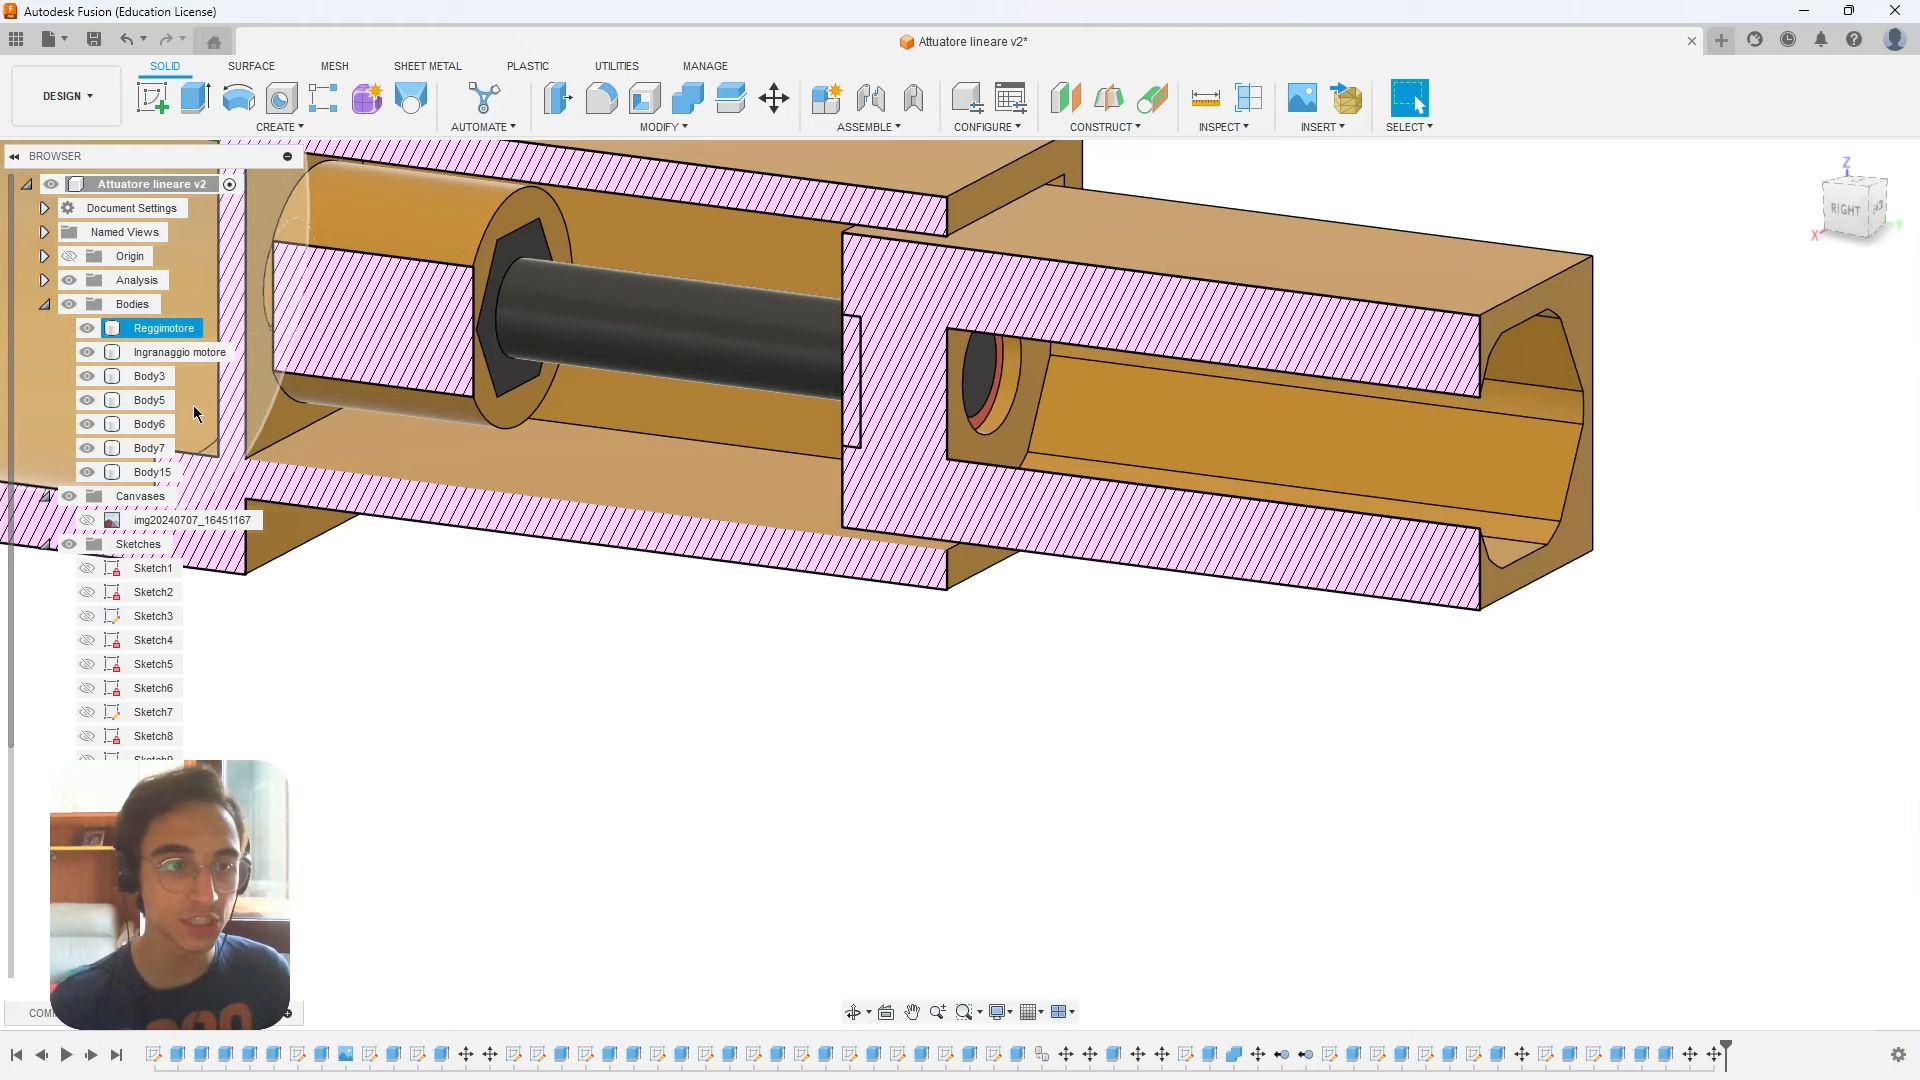 Autodesk Fusion (Education License)
Attuatore lineare v2*
DESIGN
SOLID
SURFACE
MESH
SHEET METAL
PLASTIC
UTILITIES
MANAGE
CREATE
AUTOMATE
MODIFY
ASSEMBLE
CONFIGURE
CONSTRUCT
INSPECT
INSERT
SELECT
BROWSER
Attuatore lineare v2
Document Settings
Named Views
Origin
Analysis
Bodies
Reggimotore
Ingranaggio motore
Body3
Body5
Body6
Body7
Body15
Canvases
img20240707_16451167
Sketches
Sketch1
Sketch2
Sketch3
Sketch4
Sketch5
Sketch6
Sketch7
Sketch8
Z
RIGHT
X
Y